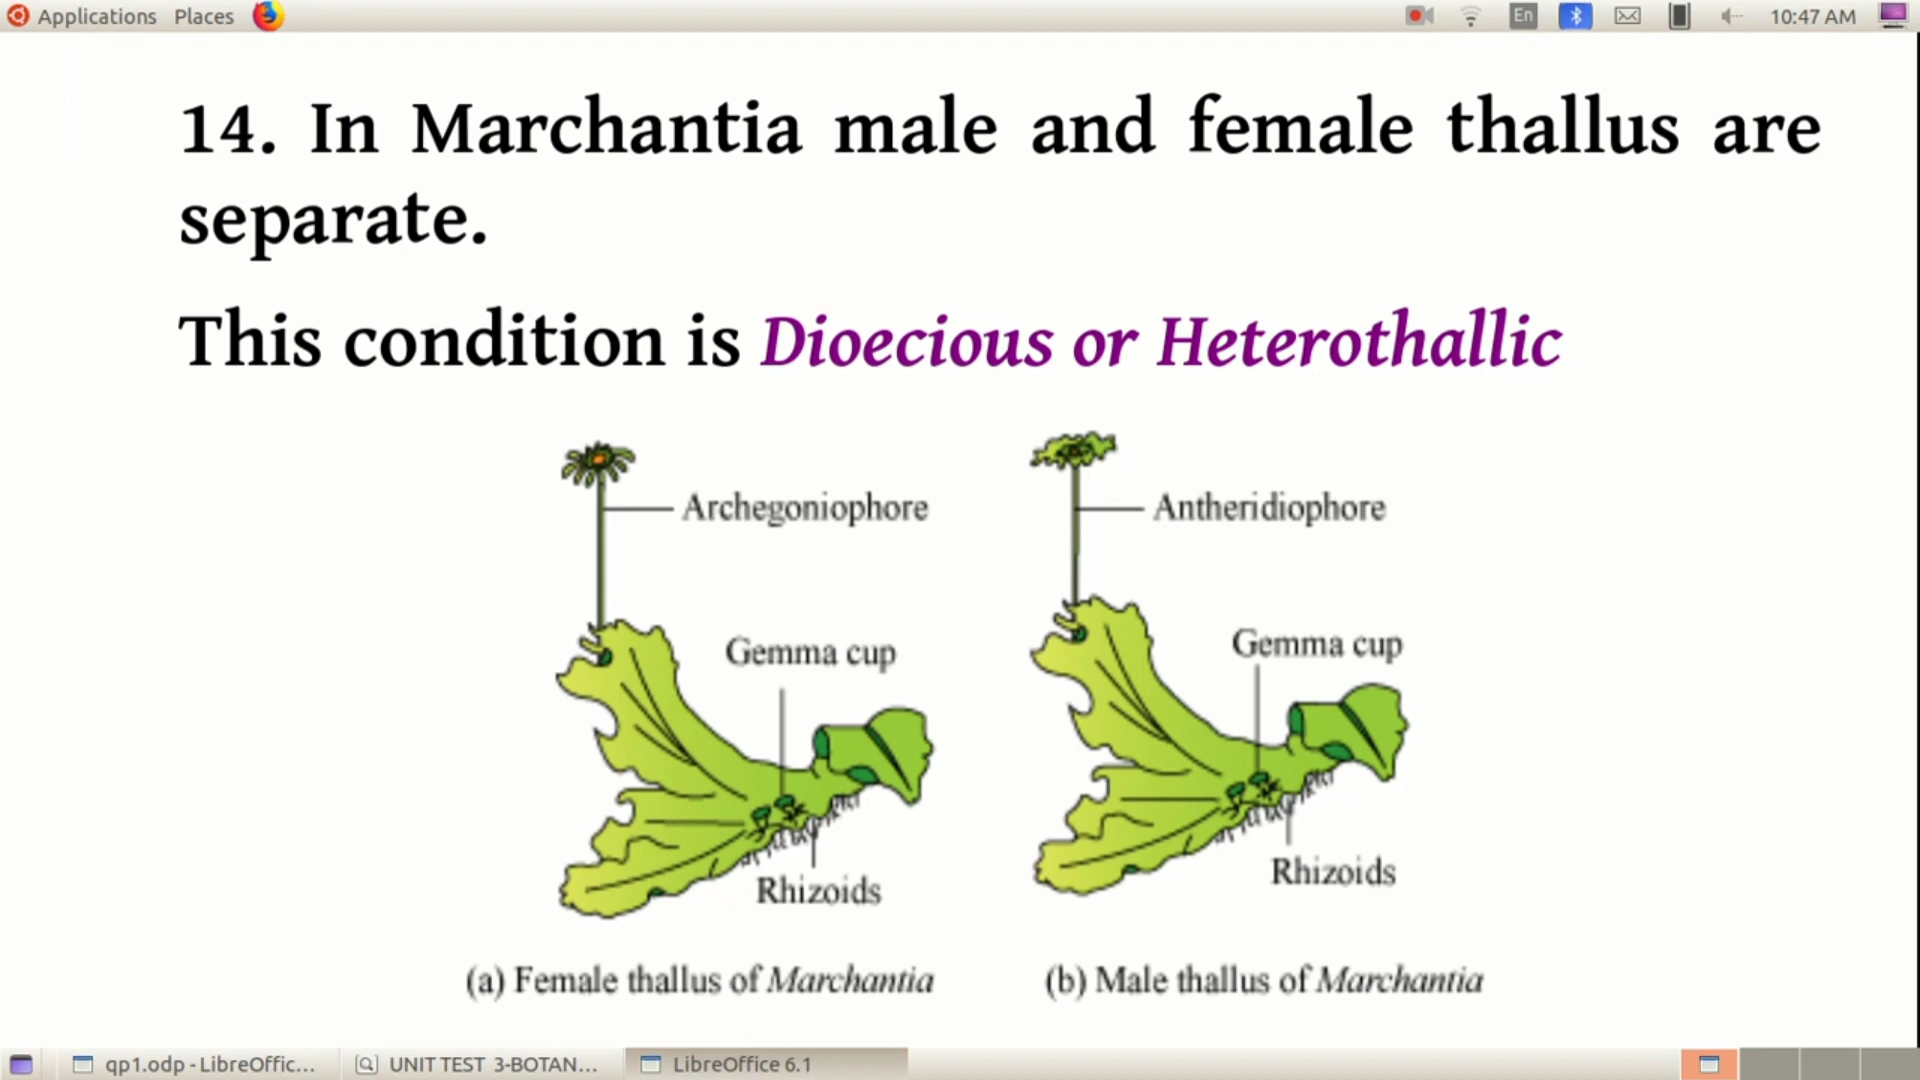 Applications Places En 10:47 AM
14. In Marchantia male and female thallus are
separate.
This condition is Dioecious or Heterothallic
Archegoniophore
Antheridiophore
Gemma cup
Gemma cup
Rhizoids
Rhizoids
(a) Female thallus of Marchantia
(b) Male thallus of Marchantia
qp1.odp - LibreOffic... UNIT TEST 3-BOTAN... LibreOffice 6.1